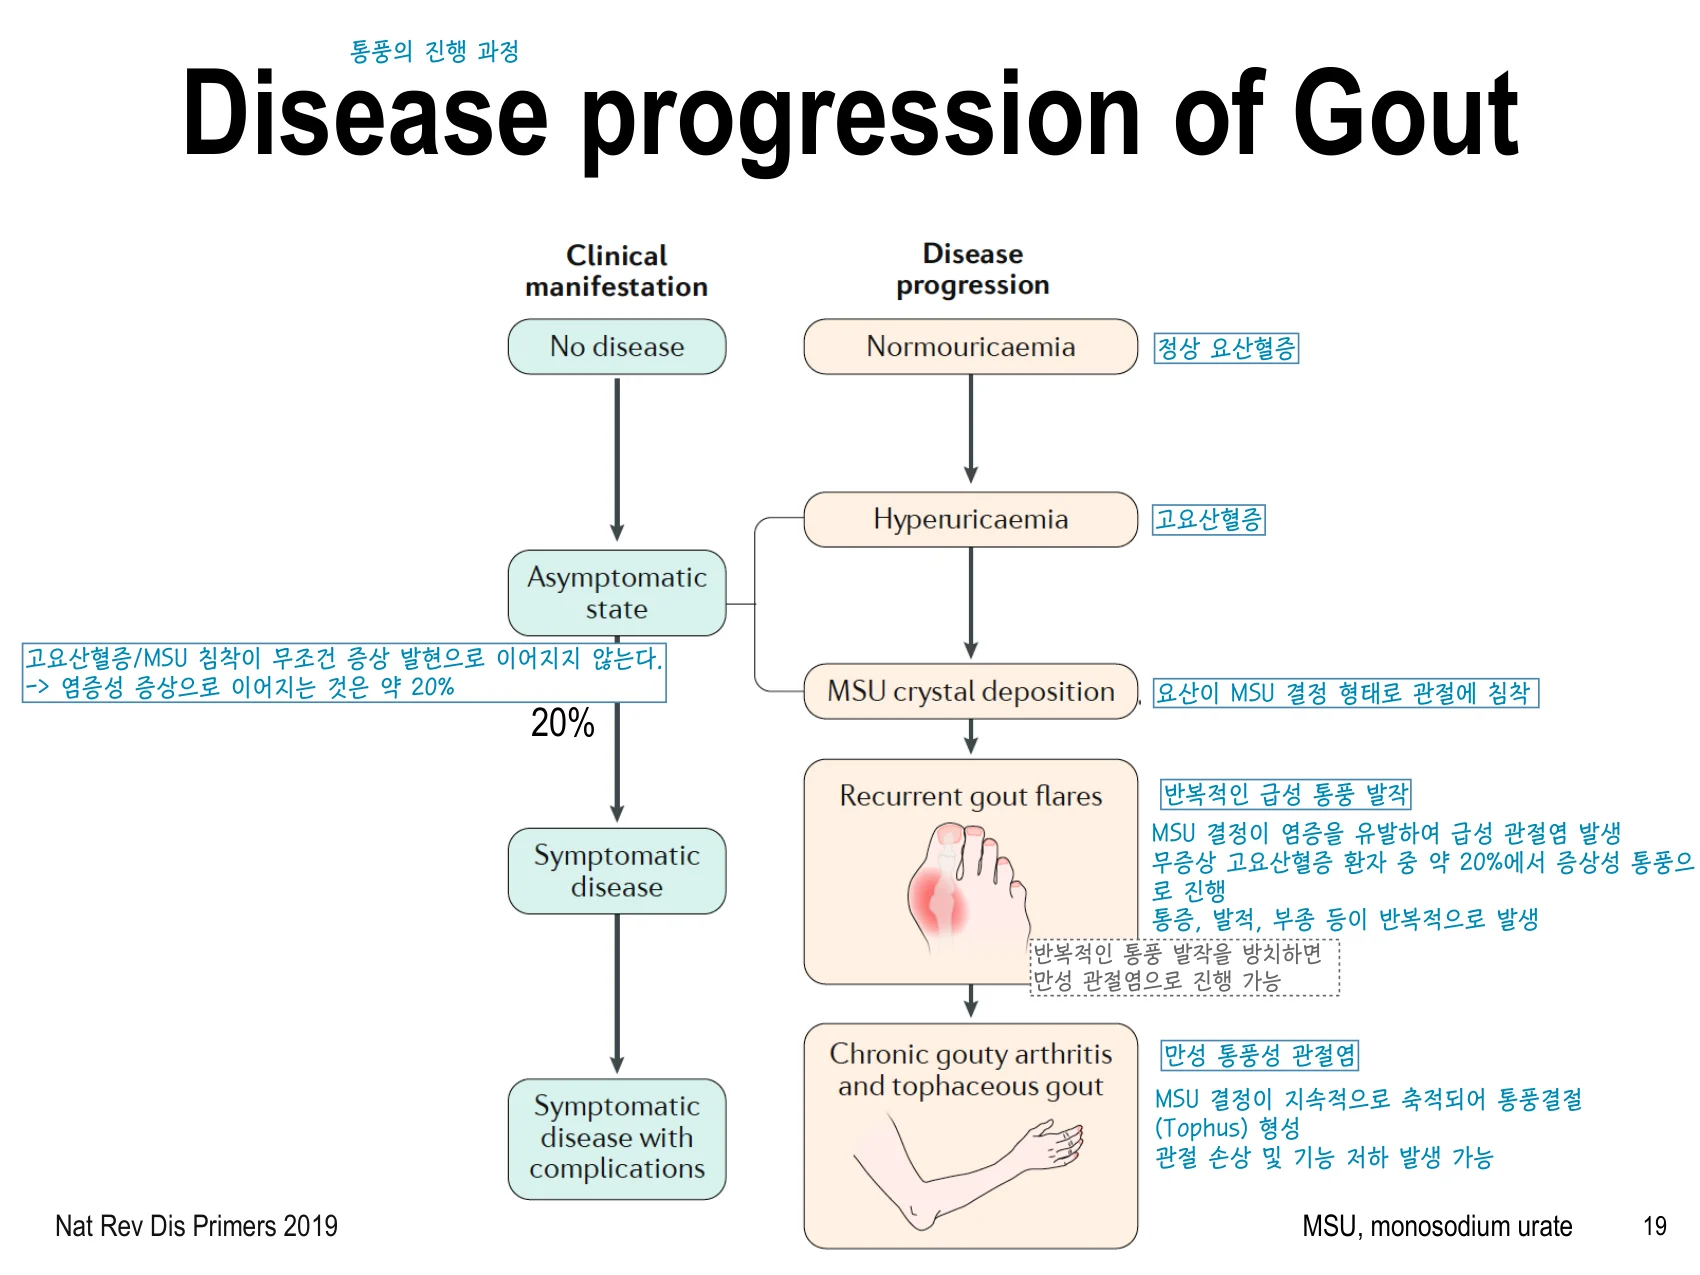 통풍의 진행 과정
Disease progression of Gout
Clinical
manifestation
Disease
progression
No disease
Normouricaemia
정상 요산혈증
Hyperuricaemia
고요산혈증
Asymptomatic
state
고요산혈증/MSU 침착이 무조건 증상 발현으로 이어지지 않는다.
-> 염증성 증상으로 이어지는 것은 약 20%
20%
MSU crystal deposition
요산이 MSU 결정 형태로 관절에 침착
Recurrent gout flares
반복적인 급성 통풍 발작
MSU 결정이 염증을 유발하여 급성 관절염 발생
무증상 고요산혈증 환자 중 약 20%에서 증상성 통풍으
로 진행
통증, 발적, 부종 등이 반복적으로 발생
Symptomatic
disease
반복적인 통풍 발작을 방치하면
만성 관절염으로 진행 가능
Chronic gouty arthritis
and tophaceous gout
만성 통풍성 관절염
MSU 결정이 지속적으로 축적되어 통풍결절
(Tophus) 형성
관절 손상 및 기능 저하 발생 가능
Symptomatic
disease with
complications
Nat Rev Dis Primers 2019
MSU, monosodium urate
19